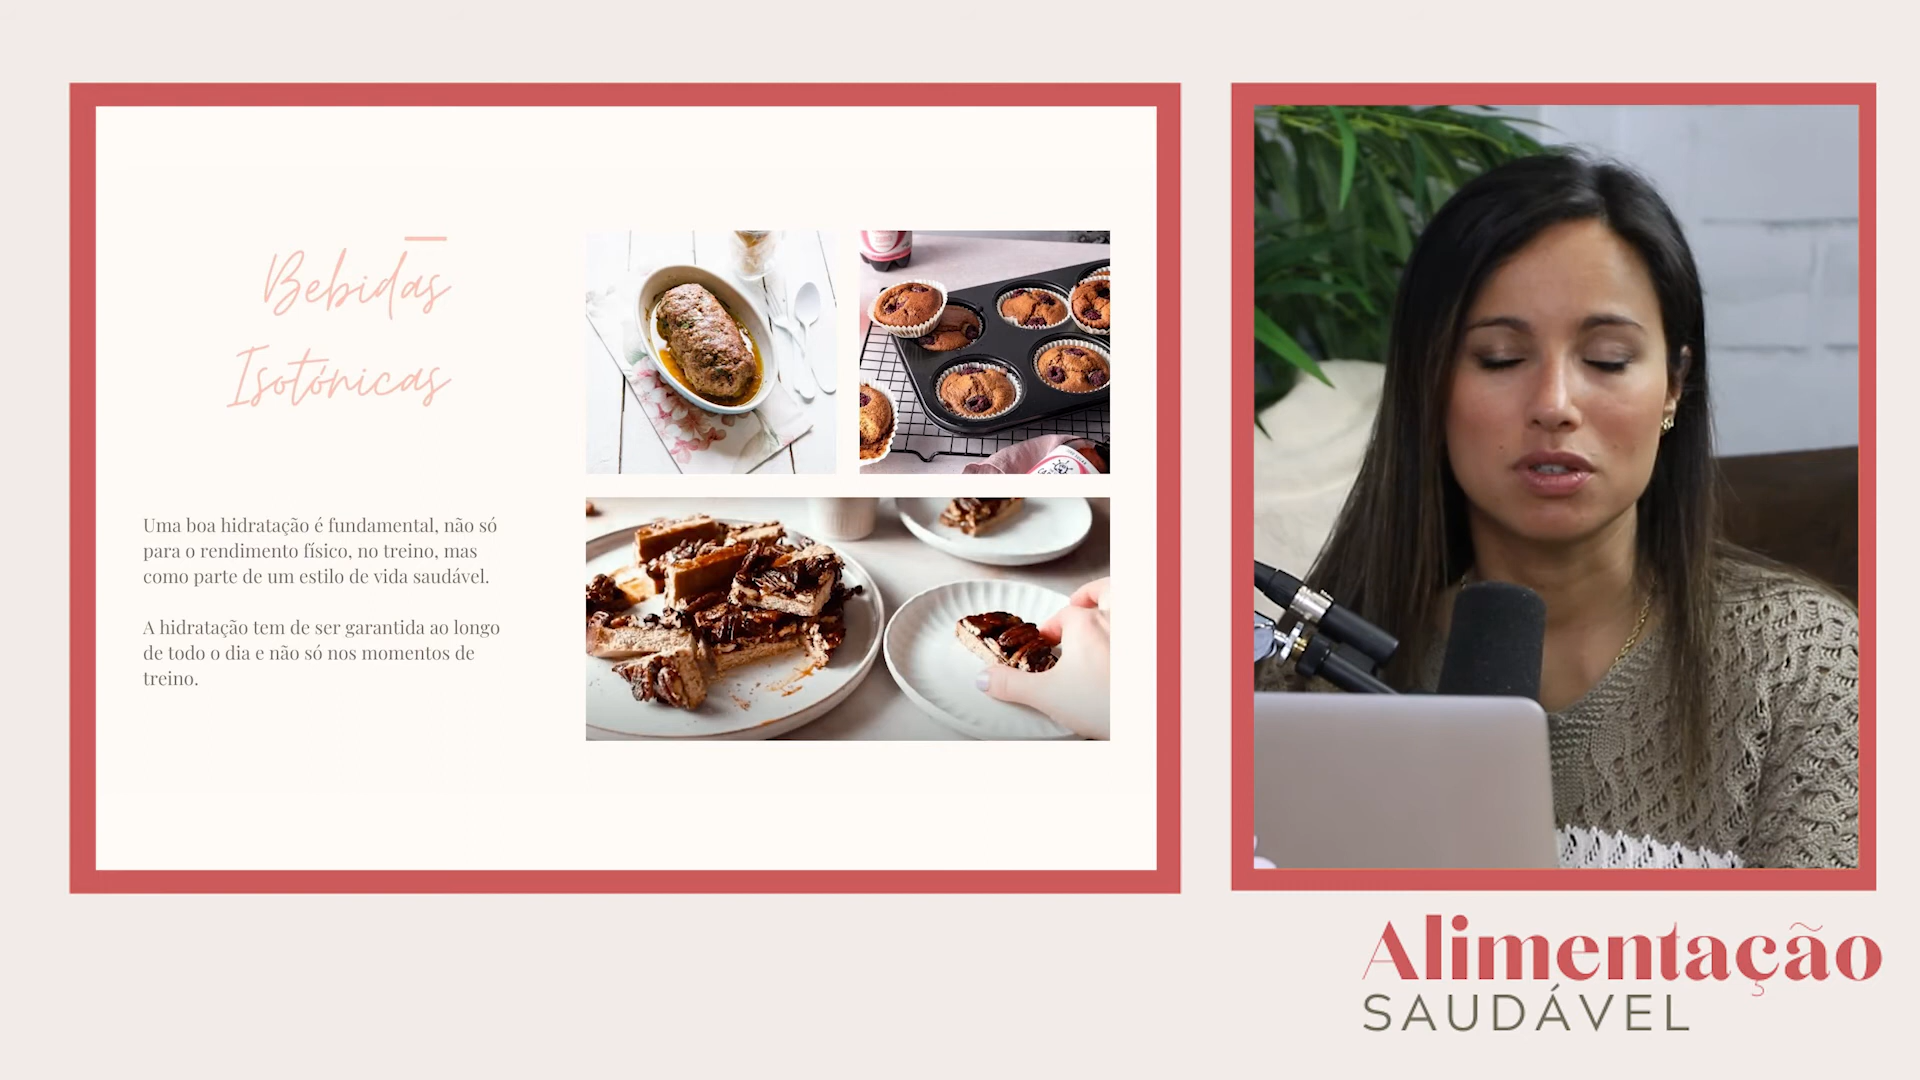 Bebidas
Isotónicas
Uma boa hidratação é fundamental, não só
para o rendimento físico, no treino, mas
como parte de um estilo de vida saudável.
A hidratação tem de ser garantida ao longo
de todo o dia e não só nos momentos de
treino.
Alimentação
SAUDÁVEL